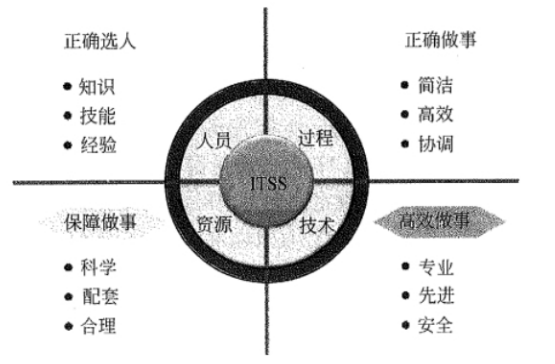 正确选人
正确做事
知识
技能
经验
简洁
高效
协调
人员
过程
ITSS
资源
技术
保障做事
高效做事
科学
配套
合理
专业
先进
安全